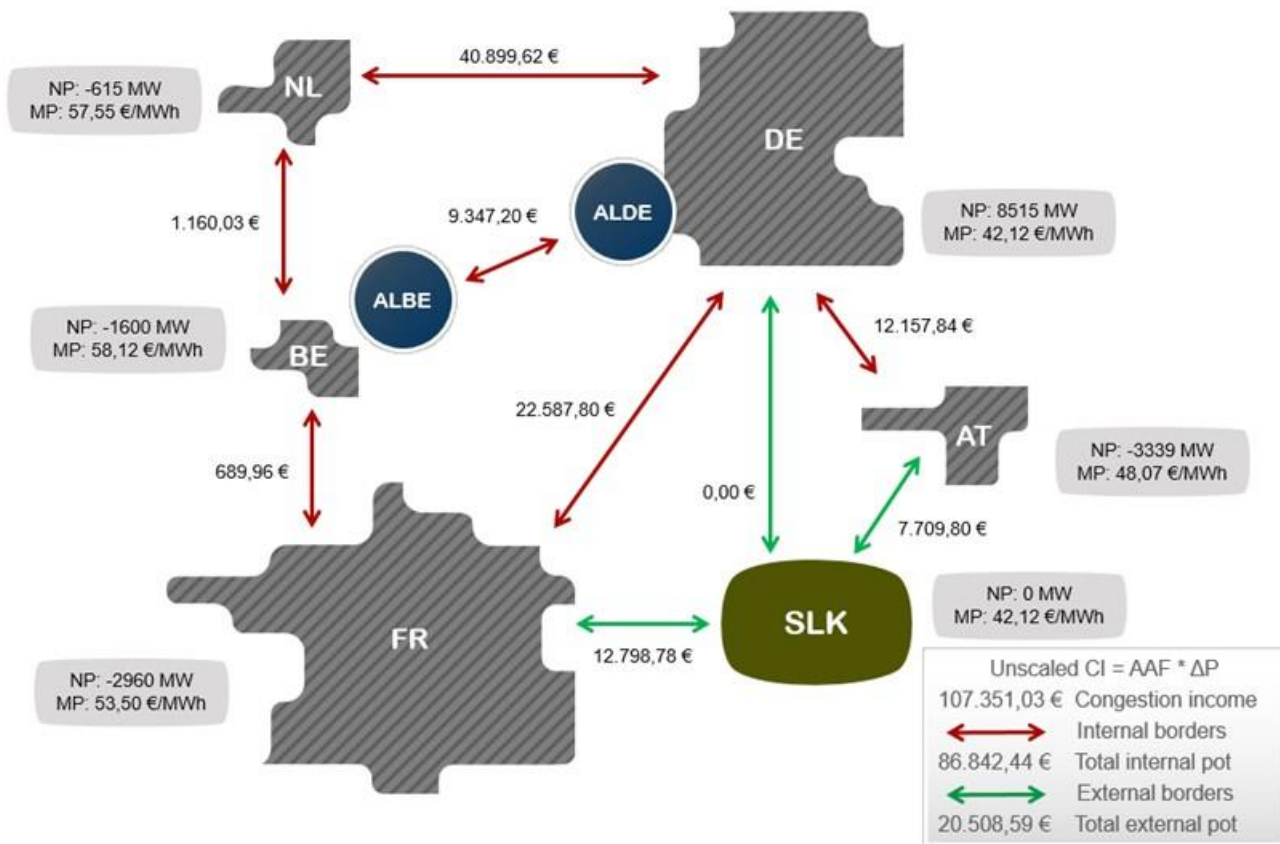 40.899,62 €
NP: -615 MW
MP: 57,55 €/MWh
NL
DE
ALDE
9.347,20 €
1.160,03 €
NP: 8515 MW
MP: 42,12 €/MWh
ALBE
NP: -1600 MW
MP: 58,12 €/MWh
BE
12.157,84 €
22.587,80 €
AT
NP: -3339 MW
MP: 48,07 €/MWh
689,96 €
0,00 €
7.709,80 €
NP: 0 MW
MP: 42,12 €/MWh
SLK
FR
12.798,78 €
NP: -2960 MW
MP: 53,50 €/MWh
Unscaled CI = AAF * ΔP
107.351,03 € Congestion income
Internal borders
86.842,44 € Total internal pot
External borders
20.508,59 € Total external pot